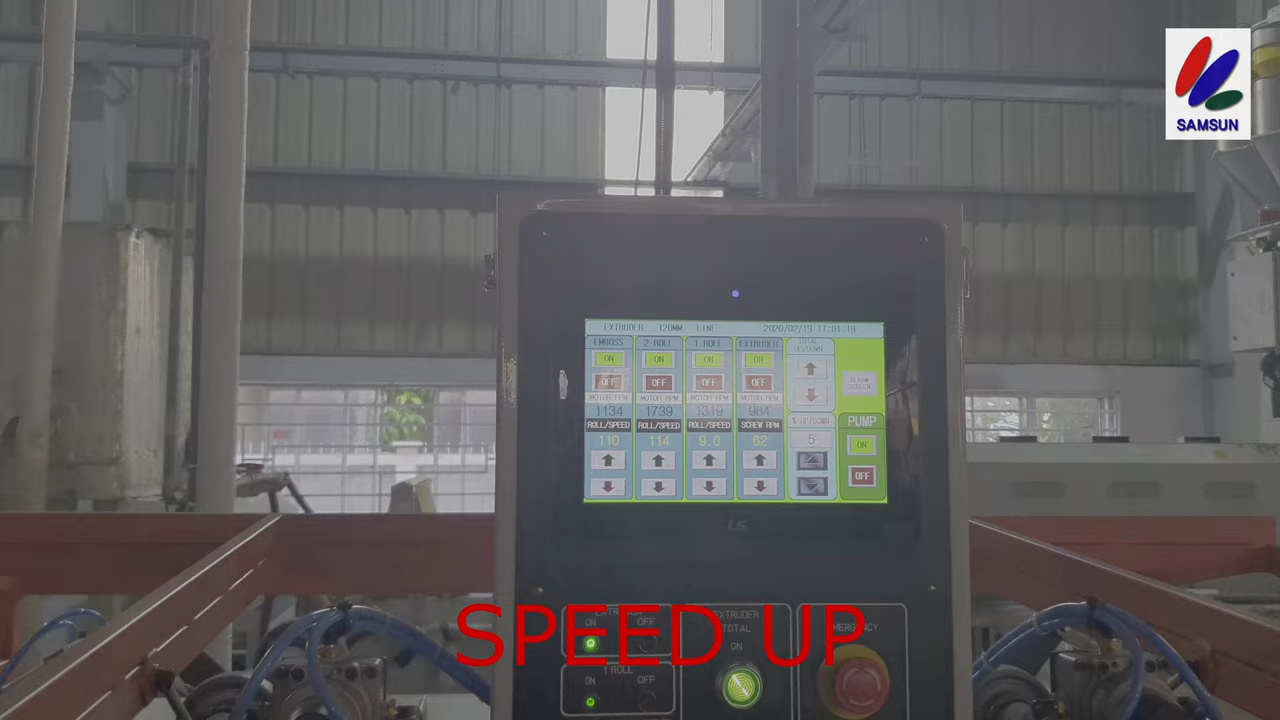 SAMSUN
EXTRUDER 120MM LINE 2020/02/19 17:01:19
EMBOSS 2 ROLL 1 ROLL EXTRUDER TOTAL UP/DOWN
ON ON ON ON
OFF OFF OFF OFF
ALARM SCREEN
MOTOR RPM MOTOR RPM MOTOR RPM MOTOR RPM
1134 1739 1319 984
ROLL/SPEED ROLL/SPEED ROLL/SPEED SCREW RPM % UP/DOWN PUMP
110 114 9.0 62 5 ON
OFF
LS
EXTRUDER TOTAL
ON OFF
ON
1 ROLL
ON OFF
SPEED UP